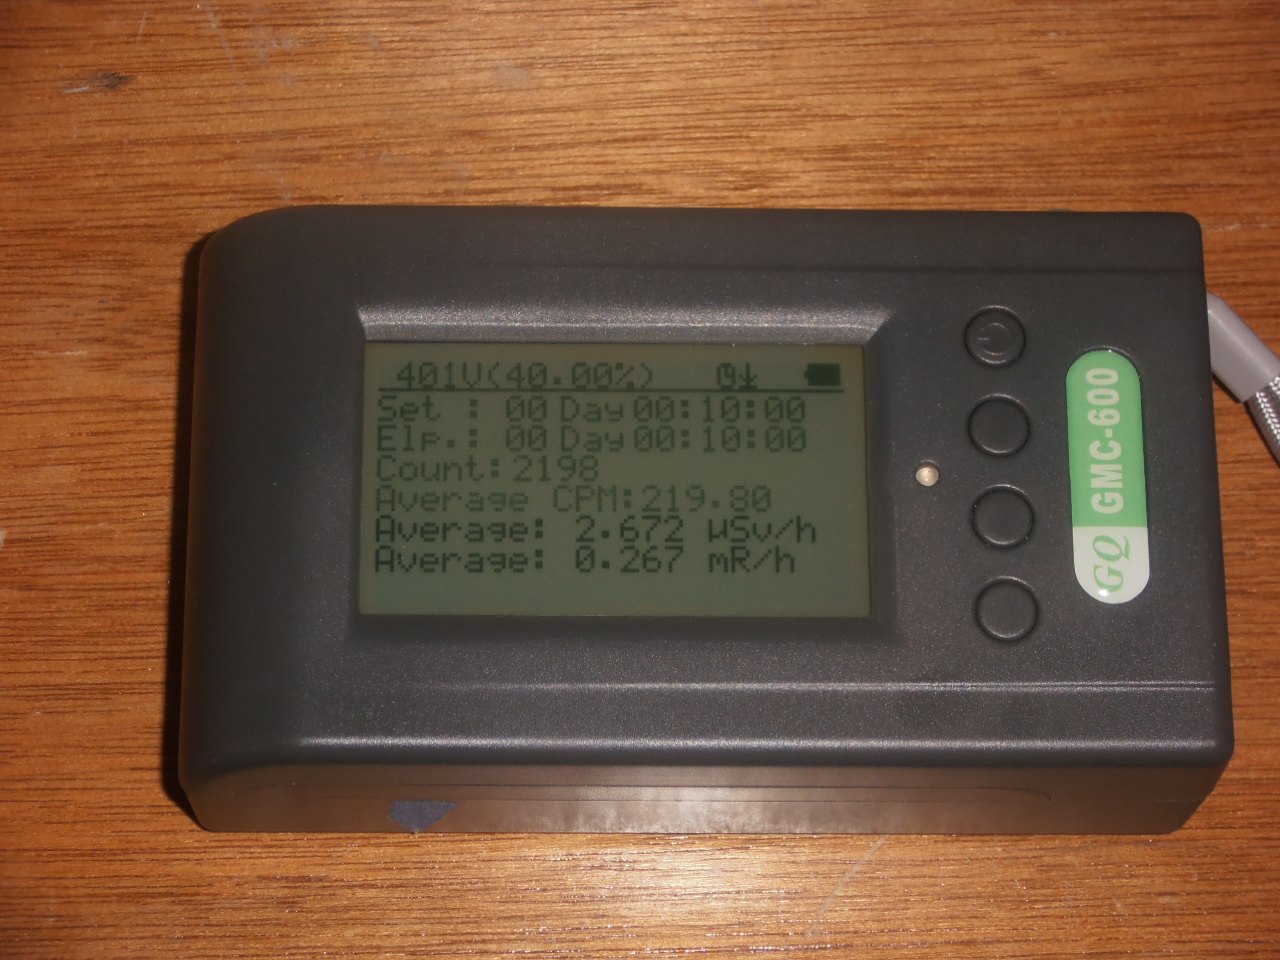 401V(40.00%)
Set : 00 Day 00:10:00
Elp.: 00 Day 00:10:00
Count:2198
Average CPM:219.80
Average: 2.672 µSv/h
Average: 0.267 mR/h
GQ GMC-600